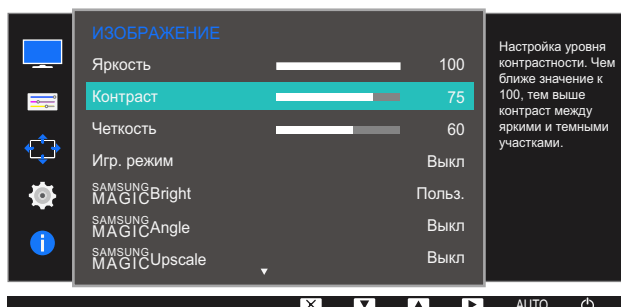 ИЗОБРАЖЕНИЕ
Яркость 100
Контраст 75
Четкость 60
Игр. режим Выкл
SAMSUNG MAGIC Bright Польз.
SAMSUNG MAGIC Angle Выкл
SAMSUNG MAGIC Upscale Выкл
Настройка уровня
контрастности. Чем
ближе значение к
100, тем выше
контраст между
яркими и темными
участками.
AUTO